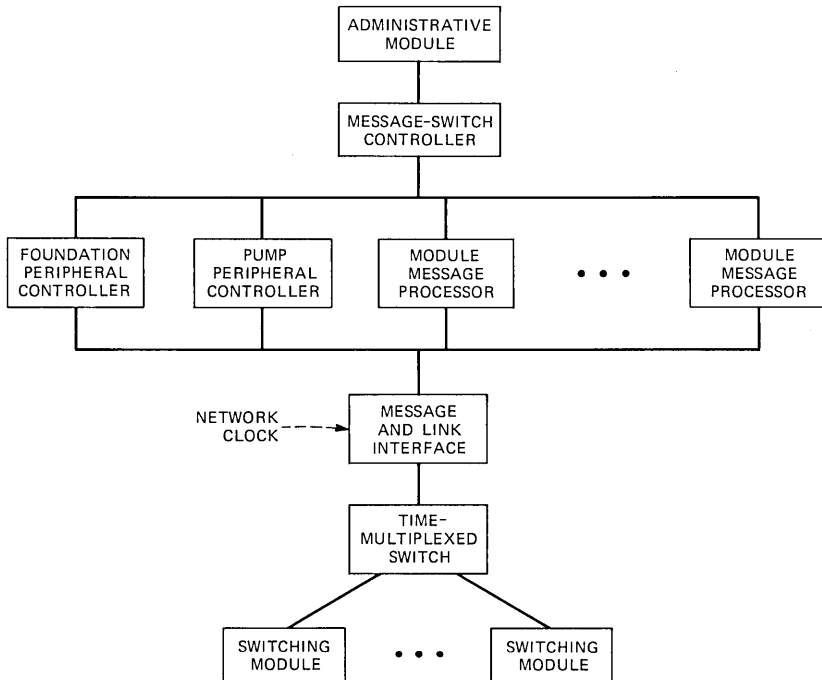 ADMINISTRATIVE
MODULE
MESSAGE-SWITCH
CONTROLLER
FOUNDATION
PERIPHERAL
CONTROLLER
PUMP
PERIPHERAL
CONTROLLER
MODULE
MESSAGE
PROCESSOR
MODULE
MESSAGE
PROCESSOR
NETWORK
CLOCK
MESSAGE
AND LINK
INTERFACE
TIME-
MULTIPLEXED
SWITCH
SWITCHING
MODULE
SWITCHING
MODULE